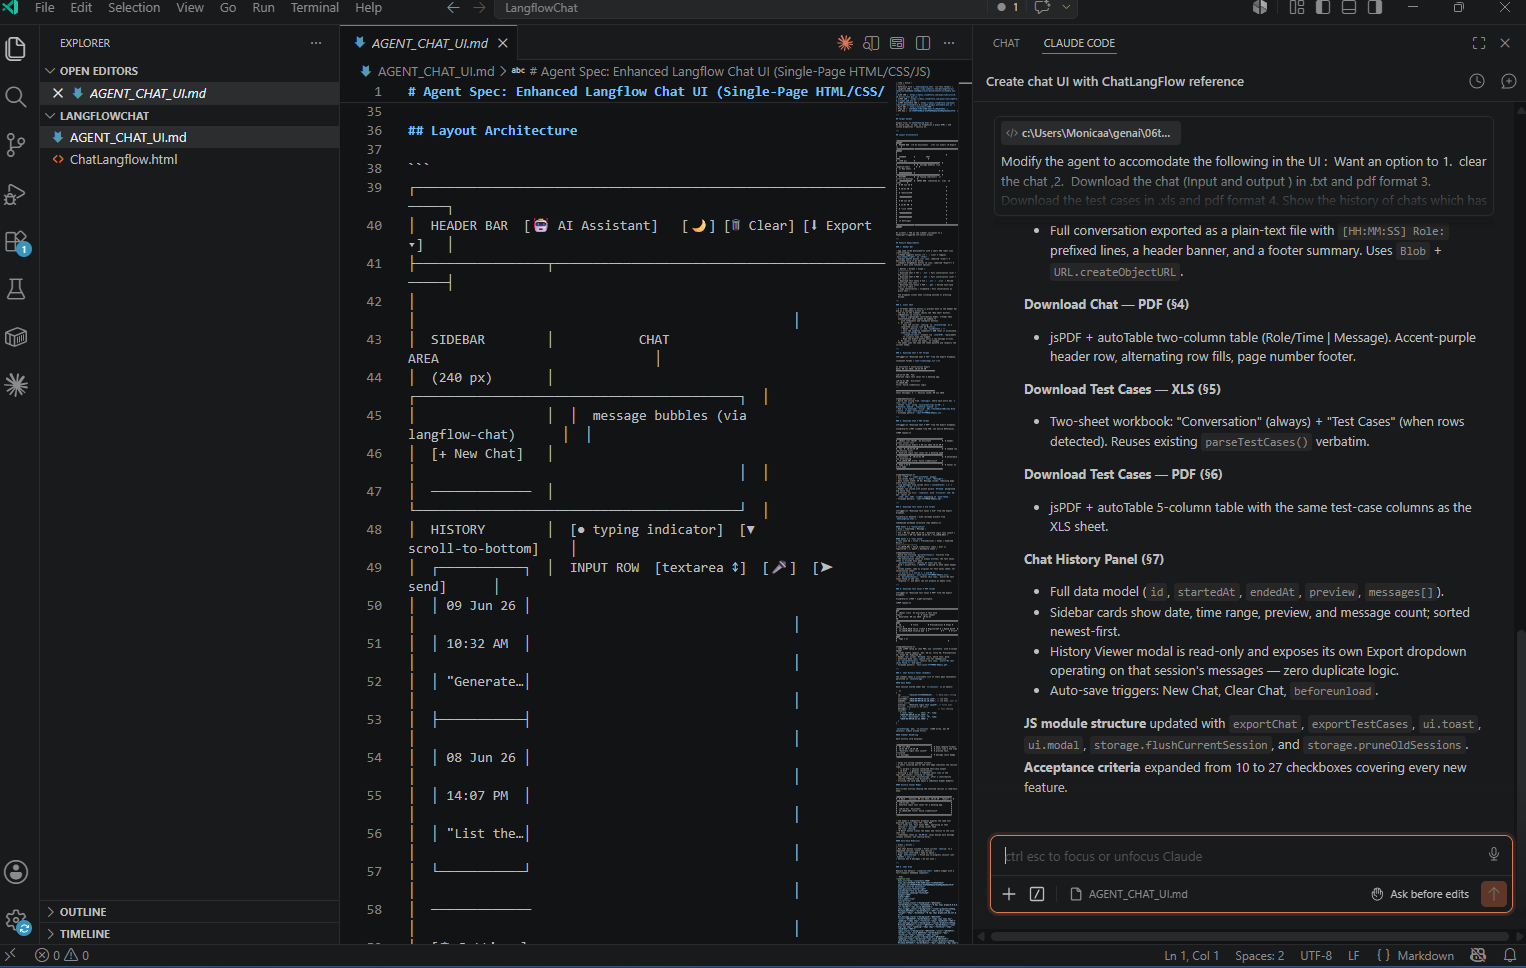 File Edit Selection View Go Run Terminal Help
LangflowChat
1
EXPLORER
OPEN EDITORS
AGENT_CHAT_UI.md
LANGFLOWCHAT
AGENT_CHAT_UI.md
ChatLangflow.html
1
OUTLINE
TIMELINE
AGENT_CHAT_UI.md
AGENT_CHAT_UI.md > abc # Agent Spec: Enhanced Langflow Chat UI (Single-Page HTML/CSS/JS)
1 # Agent Spec: Enhanced Langflow Chat UI (Single-Page HTML/CSS/
35
36 ## Layout Architecture
37
38 ```
39
40 HEADER BAR [🤖 AI Assistant] [🌙] [🗑 Clear] [⬇ Export
▾]
41
42
43 SIDEBAR CHAT
AREA
44 (240 px)
45 message bubbles (via
langflow-chat)
46 [+ New Chat]
47
48 HISTORY [● typing indicator] [▼
scroll-to-bottom]
49 INPUT ROW [textarea ↕] [🎤] [➤
send]
50 09 Jun 26
51 10:32 AM
52 "Generate…
53
54 08 Jun 26
55 14:07 PM
56 "List the…
57
58
CHAT CLAUDE CODE
Create chat UI with ChatLangFlow reference
c:\Users\Monicaa\genai\06t...
Modify the agent to accomodate the following in the UI : Want an option to 1. clear
the chat ,2. Download the chat (Input and output ) in .txt and pdf format 3.
Download the test cases in .xls and pdf format 4. Show the history of chats which has
• Full conversation exported as a plain-text file with [HH:MM:SS] Role:
prefixed lines, a header banner, and a footer summary. Uses Blob +
URL.createObjectURL.
Download Chat — PDF (§4)
• jsPDF + autoTable two-column table (Role/Time | Message). Accent-purple
header row, alternating row fills, page number footer.
Download Test Cases — XLS (§5)
• Two-sheet workbook: "Conversation" (always) + "Test Cases" (when rows
detected). Reuses existing parseTestCases() verbatim.
Download Test Cases — PDF (§6)
• jsPDF + autoTable 5-column table with the same test-case columns as the
XLS sheet.
Chat History Panel (§7)
• Full data model (id, startedAt, endedAt, preview, messages[]).
• Sidebar cards show date, time range, preview, and message count; sorted
newest-first.
• History Viewer modal is read-only and exposes its own Export dropdown
operating on that session's messages — zero duplicate logic.
• Auto-save triggers: New Chat, Clear Chat, beforeunload.
JS module structure updated with exportChat, exportTestCases, ui.toast,
ui.modal, storage.flushCurrentSession, and storage.pruneOldSessions.
Acceptance criteria expanded from 10 to 27 checkboxes covering every new
feature.
ctrl esc to focus or unfocus Claude
AGENT_CHAT_UI.md
Ask before edits
0 0
Ln 1, Col 1 Spaces: 2 UTF-8 LF {} Markdown